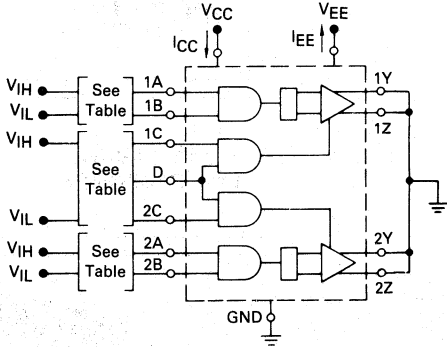 VCC
VEE
ICC
IEE
VIH
VIL
See
Table
1A
1B
1Y
1Z
VIH
VIL
See
Table
1C
D
2C
VIH
VIL
See
Table
2A
2B
2Y
2Z
GND